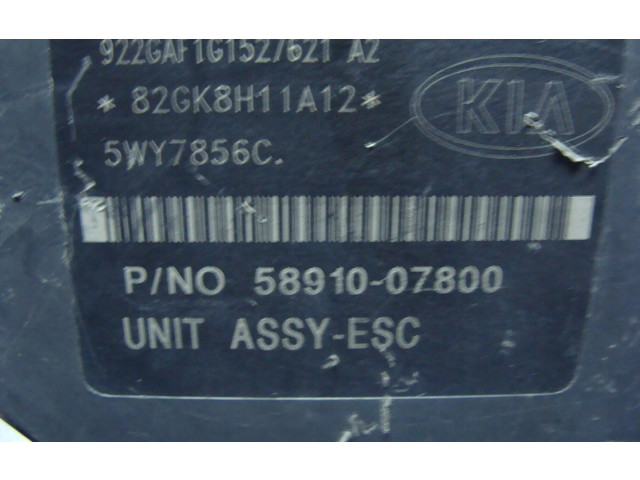 922GAF1G1527621 A2
*82GK8H11A12*
KIA
5WY7856C.
P/NO 58910-07800
UNIT ASSY-ESC